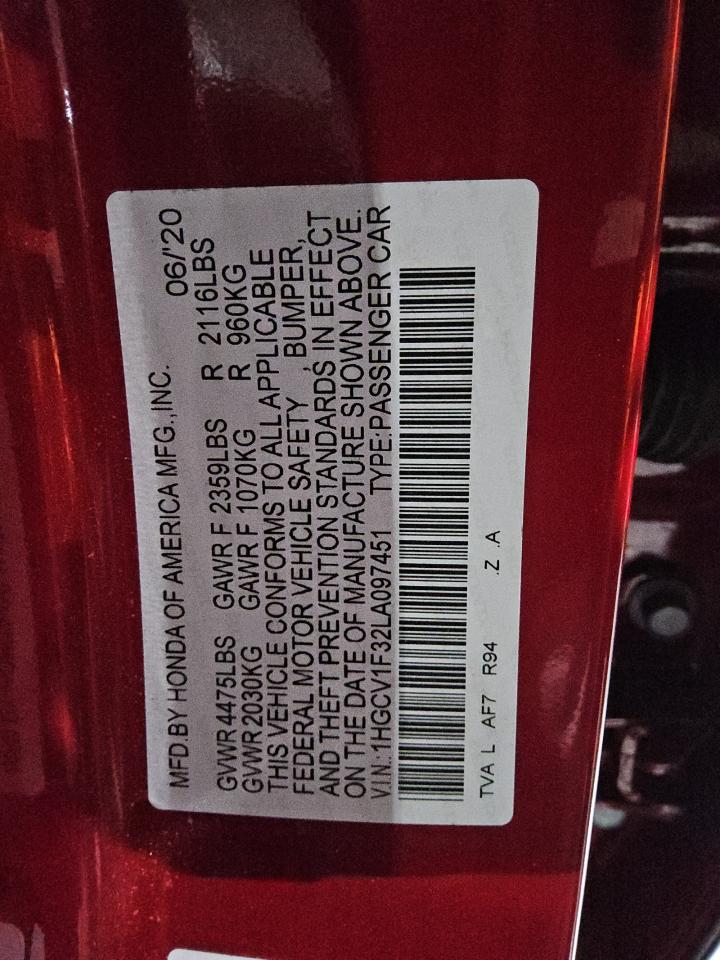 MFD.BY HONDA OF AMERICA MFG.,INC. 06/'20
GVWR 4475LBS GAWR F 2359LBS R 2116LBS
GVWR 2030KG GAWR F 1070KG R 960KG
THIS VEHICLE CONFORMS TO ALL APPLICABLE
FEDERAL MOTOR VEHICLE SAFETY , BUMPER,
AND THEFT PREVENTION STANDARDS IN EFFECT
ON THE DATE OF MANUFACTURE SHOWN ABOVE.
V.I.N.:1HGCV1F32LA097451 TYPE:PASSENGER CAR
TVA L AF7 R94 .Z .A